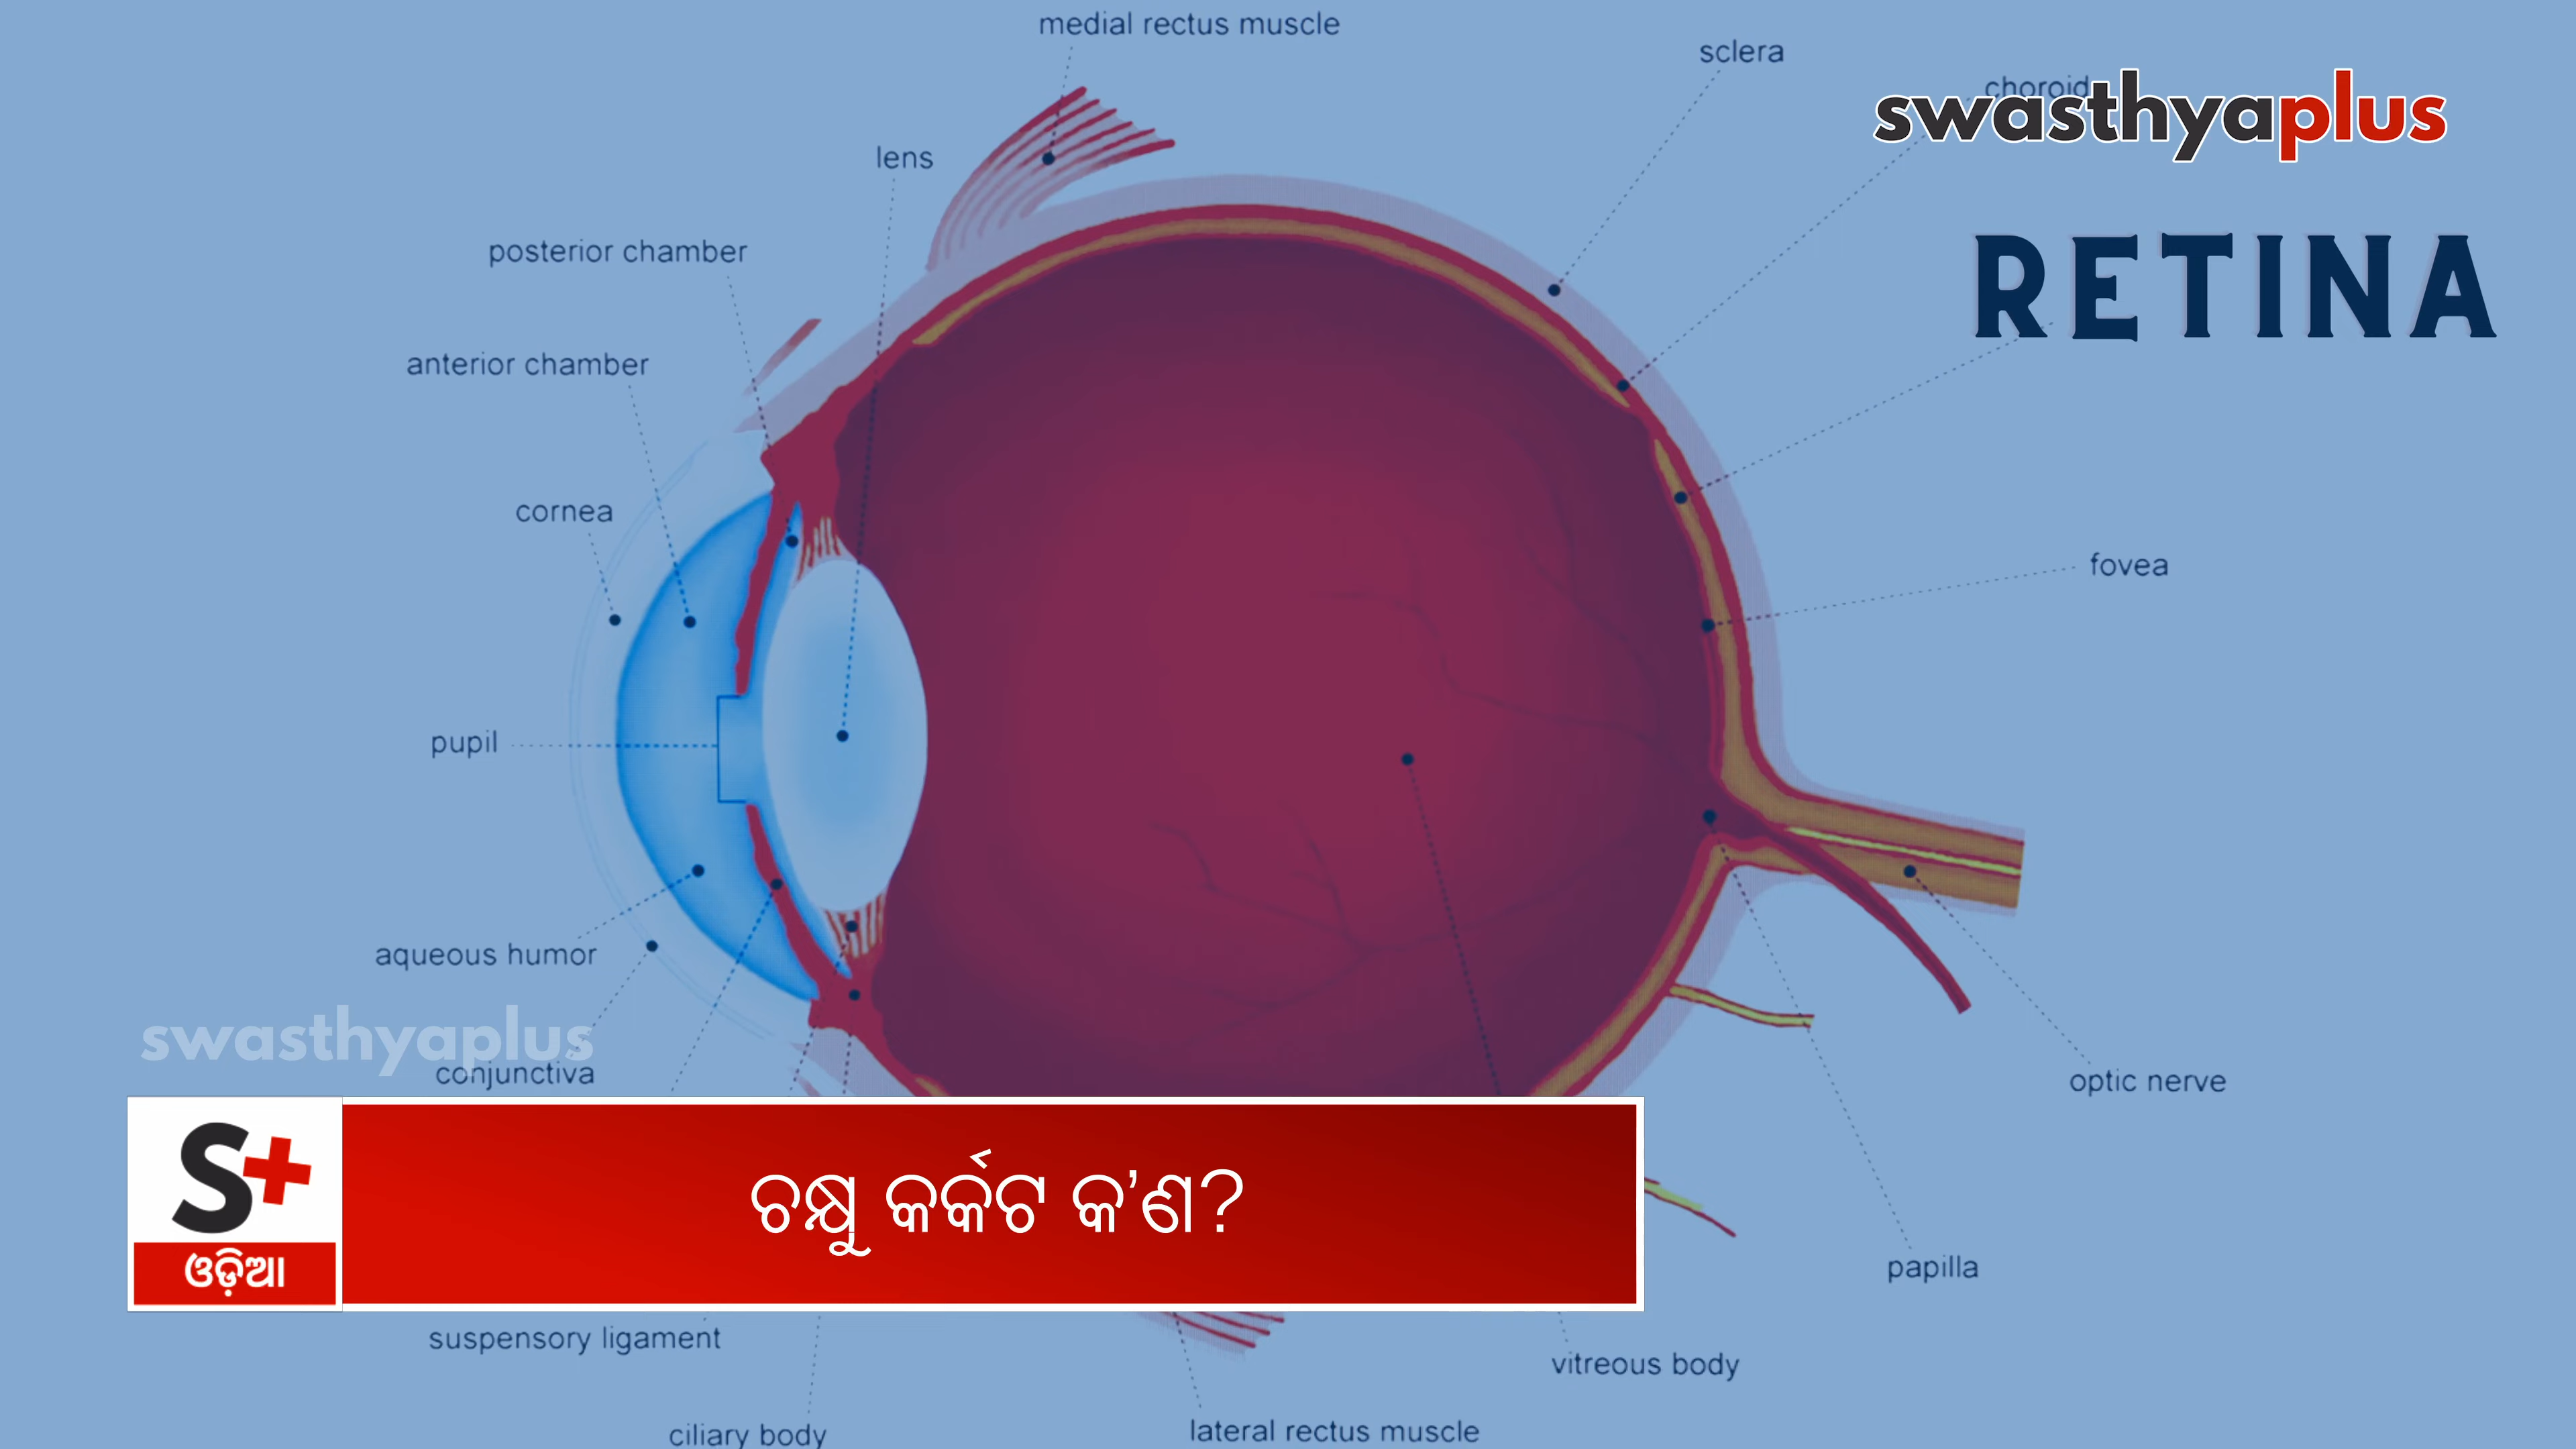 medial rectus muscle
sclera
choroid
swasthyaplus
lens
RETINA
posterior chamber
anterior chamber
cornea
fovea
pupil
aqueous humor
swasthyaplus
conjunctiva
optic nerve
S+
ଓଡ଼ିଆ
ଚକ୍ଷୁ କର୍କଟ କ'ଣ?
papilla
suspensory ligament
vitreous body
ciliary body
lateral rectus muscle